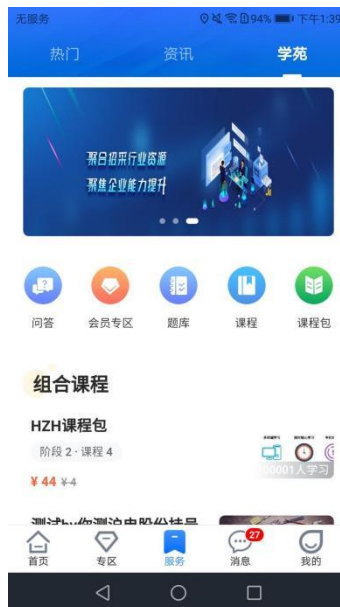 无服务 94% 下午1:39
热门 资讯 学苑
聚合招采行业资源
聚焦企业能力提升
问答 会员专区 题库 课程 课程包
组合课程
HZH课程包
阶段 2 · 课程 4
00001人学习
¥ 44 ¥4
27
首页 专区 服务 消息 我的